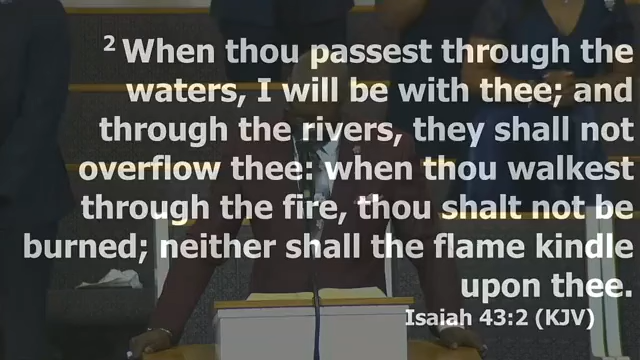 2 When thou passest through the
waters, I will be with thee; and
through the rivers, they shall not
overflow thee: when thou walkest
through the fire, thou shalt not be
burned; neither shall the flame kindle
upon thee.
Isaiah 43:2 (KJV)